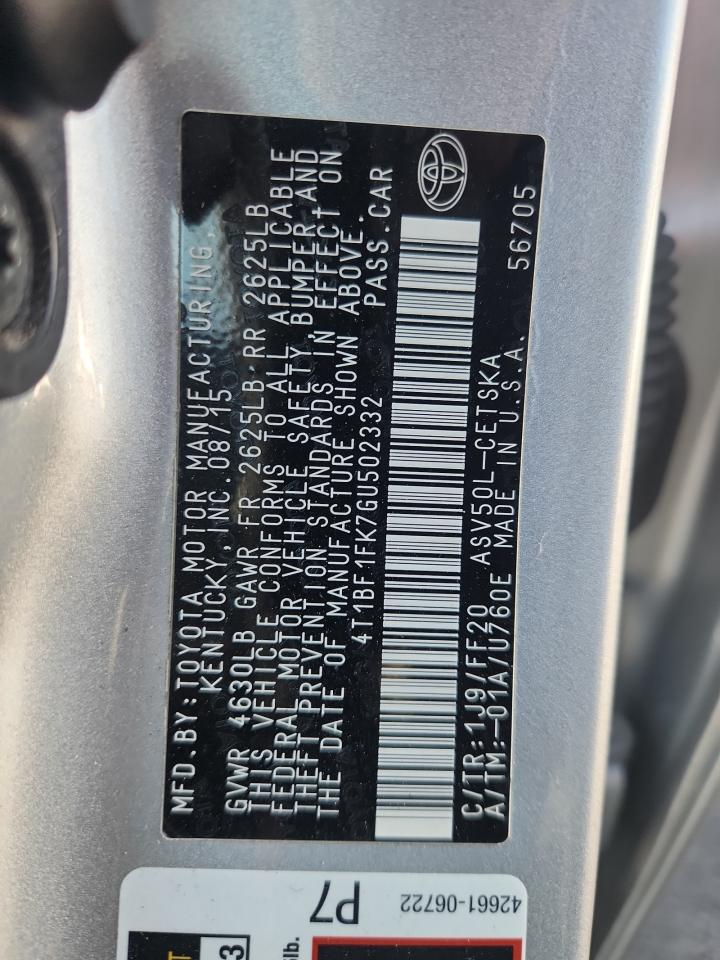 MFD.BY:TOYOTA MOTOR MANUFACTURING,
KENTUCKY, INC. 08/15
GVWR 4630LB GAWR FR 2625LB RR 2625LB
THIS VEHICLE CONFORMS TO ALL APPLICABLE
FEDERAL MOTOR VEHICLE SAFETY, BUMPER, AND
THEFT PREVENTION STANDARDS IN EFFECT ON
THE DATE OF MANUFACTURE SHOWN ABOVE.
4T1BF1FK7GU502332 PASS.CAR
C/TR:1J9/FF20 ASV50L-CETSKA
A/TM:-01A/U760E MADE IN U.S.A. 56705
P7
42661-06722
3
lb.